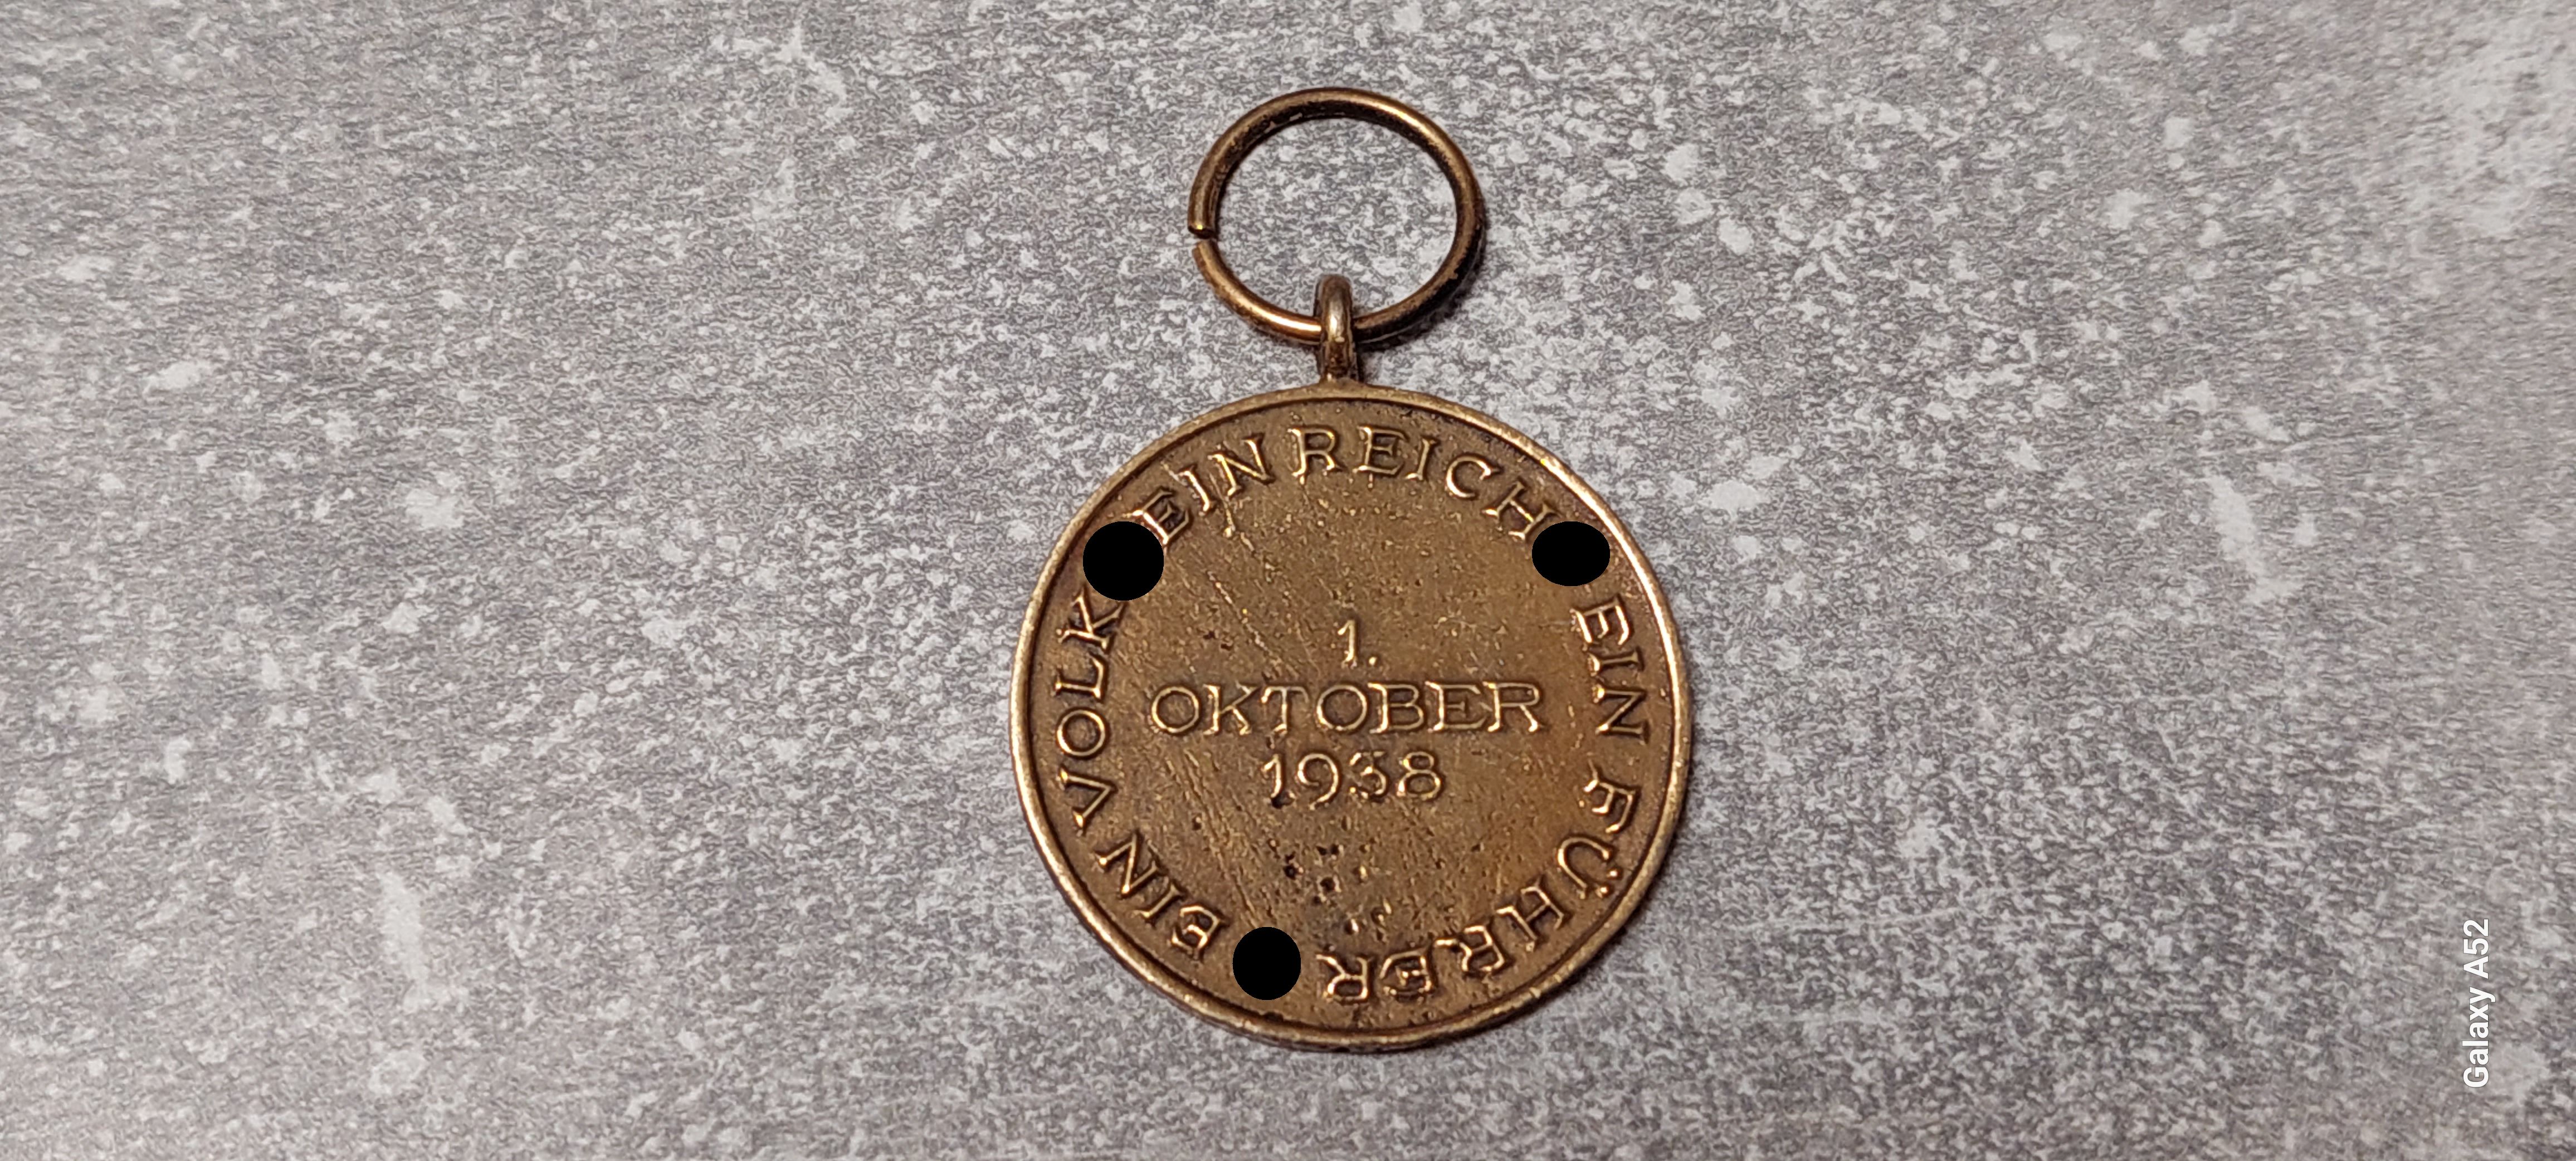 EIN VOLK EIN REICH EIN FÜHRER
1.
OKTOBER
1938
Galaxy A52